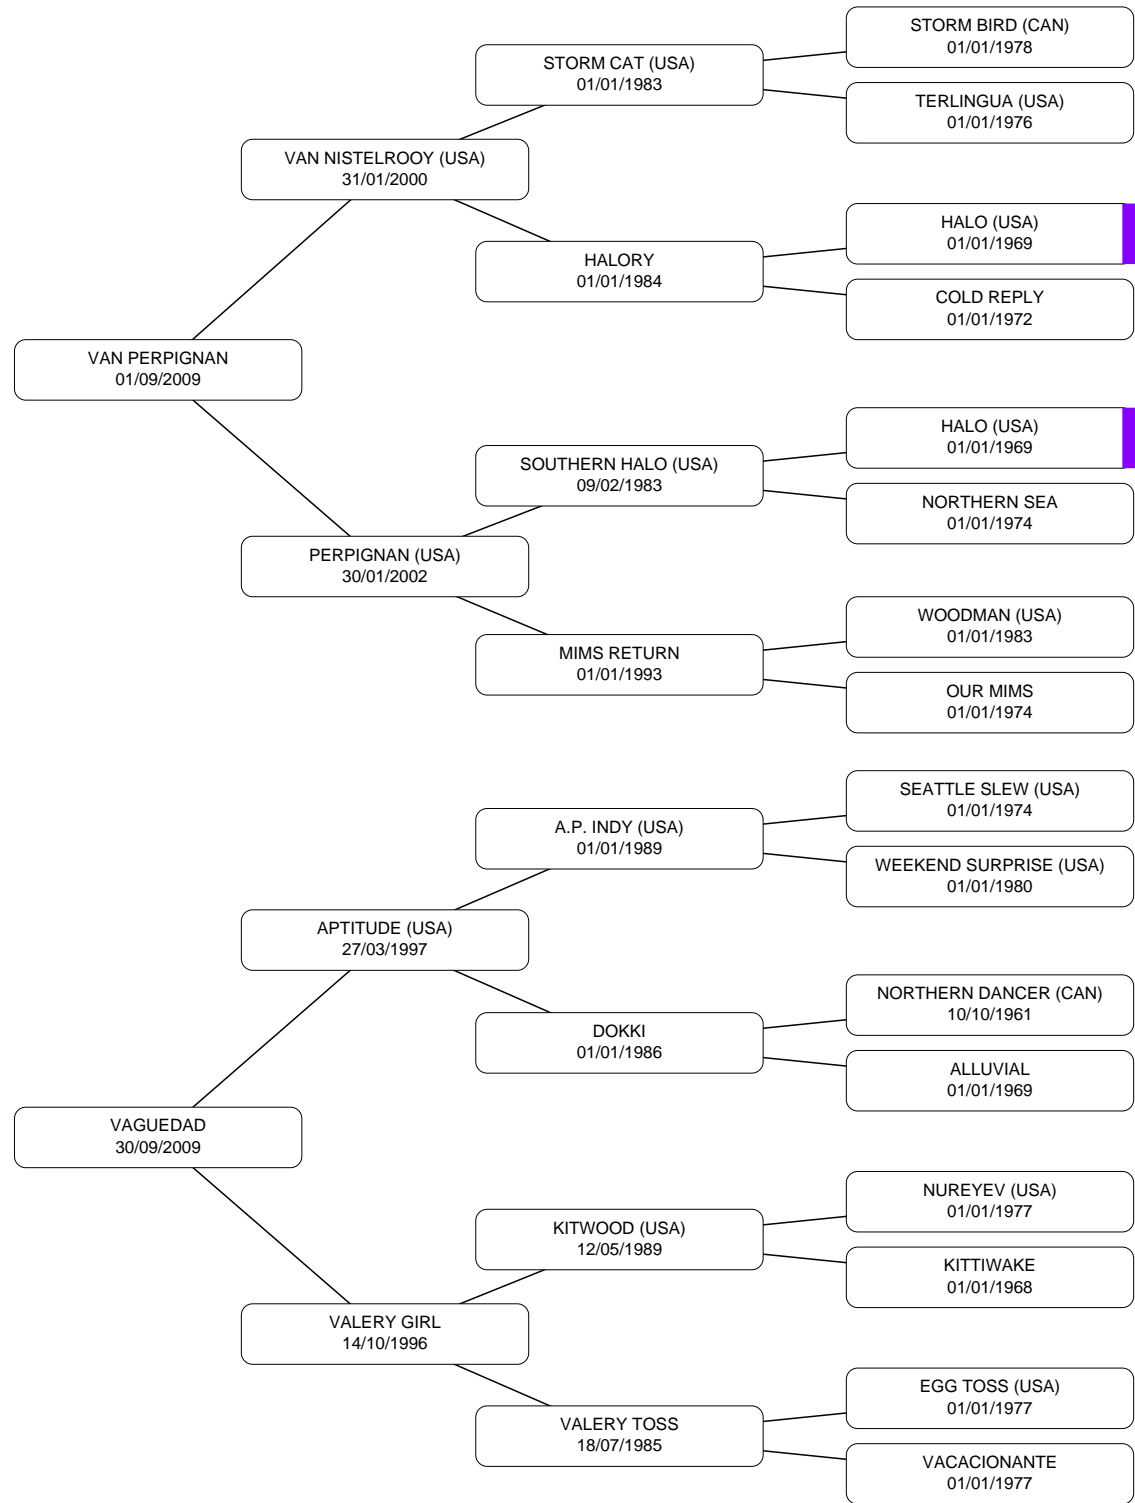 STORM BIRD (CAN)
01/01/1978
STORM CAT (USA)
01/01/1983
TERLINGUA (USA)
01/01/1976
VAN NISTELROOY (USA)
31/01/2000
HALO (USA)
01/01/1969
HALORY
01/01/1984
COLD REPLY
01/01/1972
VAN PERPIGNAN
01/09/2009
HALO (USA)
01/01/1969
SOUTHERN HALO (USA)
09/02/1983
NORTHERN SEA
01/01/1974
PERPIGNAN (USA)
30/01/2002
WOODMAN (USA)
01/01/1983
MIMS RETURN
01/01/1993
OUR MIMS
01/01/1974
SEATTLE SLEW (USA)
01/01/1974
A.P. INDY (USA)
01/01/1989
WEEKEND SURPRISE (USA)
01/01/1980
APTITUDE (USA)
27/03/1997
NORTHERN DANCER (CAN)
10/10/1961
DOKKI
01/01/1986
ALLUVIAL
01/01/1969
VAGUEDAD
30/09/2009
NUREYEV (USA)
01/01/1977
KITWOOD (USA)
12/05/1989
KITTIWAKE
01/01/1968
VALERY GIRL
14/10/1996
EGG TOSS (USA)
01/01/1977
VALERY TOSS
18/07/1985
VACACIONANTE
01/01/1977